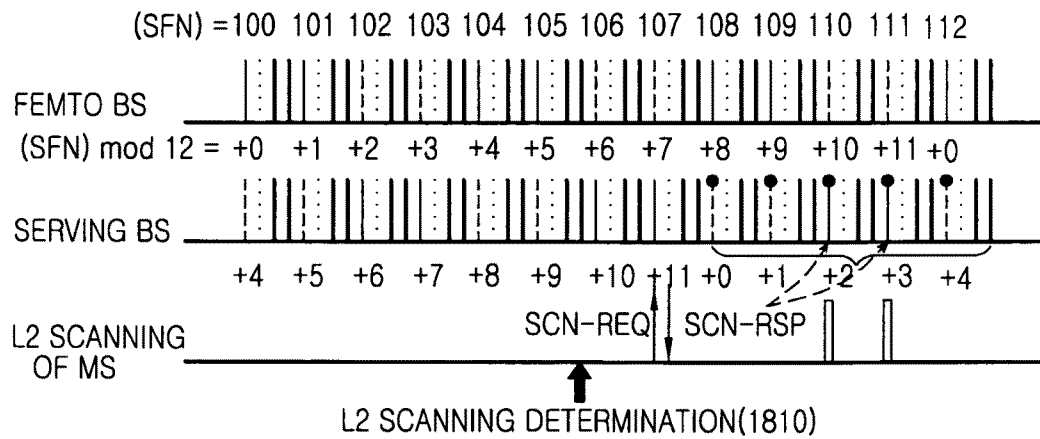 (SFN) =100 101 102 103 104 105 106 107 108 109 110 111 112
FEMTO BS
(SFN) mod 12 = +0 +1 +2 +3 +4 +5 +6 +7 +8 +9 +10 +11 +0
SERVING BS
+4 +5 +6 +7 +8 +9 +10 +11 +0 +1 +2 +3 +4
SCN-REQ SCN-RSP
L2 SCANNING
OF MS
L2 SCANNING DETERMINATION(1810)